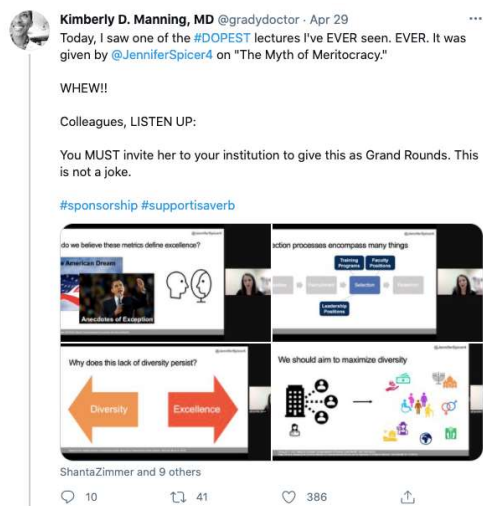 Kimberly D. Manning, MD @gradydoctor · Apr 29
Today, I saw one of the #DOPEST lectures I've EVER seen. EVER. It was
given by @JenniferSpicer4 on "The Myth of Meritocracy."
WHEW!!
Colleagues, LISTEN UP:
You MUST invite her to your institution to give this as Grand Rounds. This
is not a joke.
#sponsorship #supportisaverb
do we believe these metrics define excellence?
American Dream
Anecdotes of Exception
ction processes encompass many things
Training
Programs
Faculty
Positions
Selection
Leadership
Positions
Why does this lack of diversity persist?
Diversity
Excellence
We should aim to maximize diversity
ShantaZimmer and 9 others
10
41
386